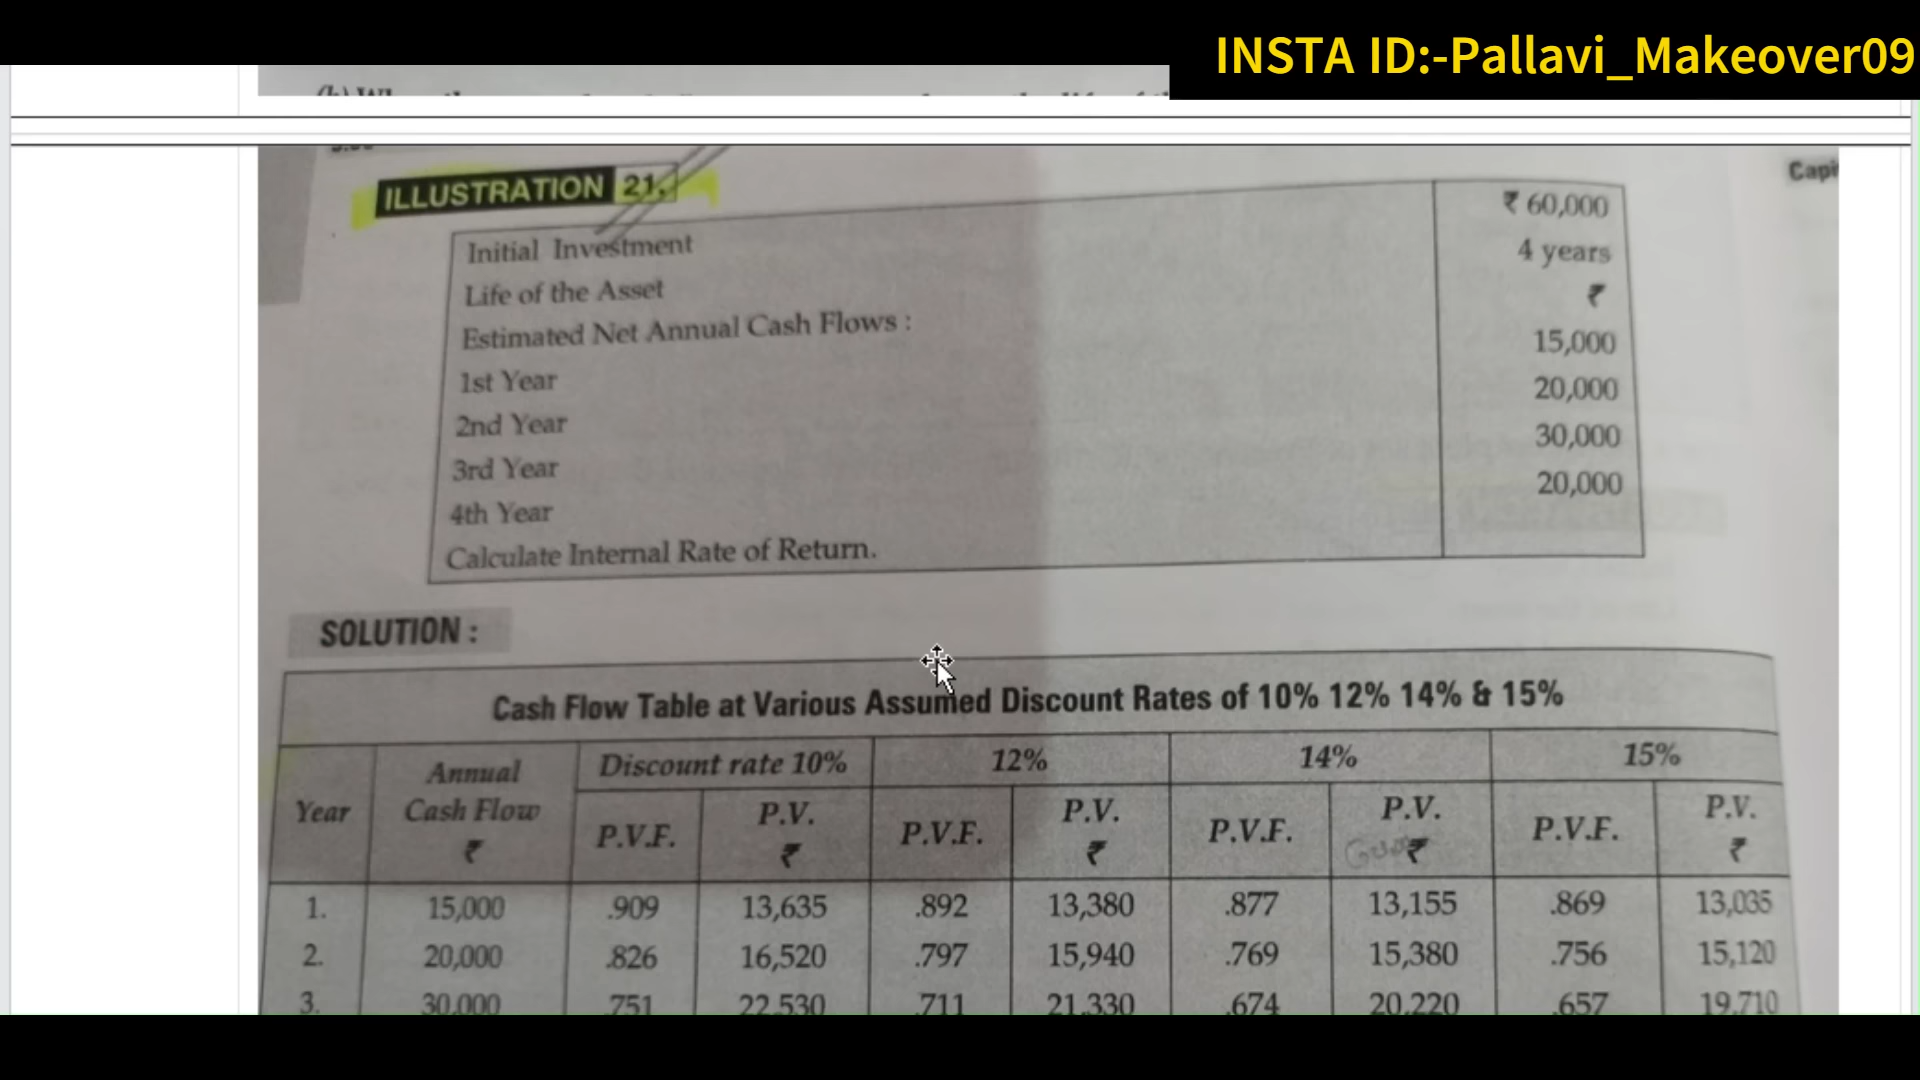 INSTA ID:-Pallavi_Makeover09
Capi
ILLUSTRATION 21.
Initial Investment ₹ 60,000
Life of the Asset 4 years
Estimated Net Annual Cash Flows : ₹
1st Year 15,000
2nd Year 20,000
3rd Year 30,000
4th Year 20,000
Calculate Internal Rate of Return.
SOLUTION :
Cash Flow Table at Various Assumed Discount Rates of 10% 12% 14% & 15%
Year Annual Cash Flow ₹ Discount rate 10% 12% 14% 15%
P.V.F. P.V. ₹ P.V.F. P.V. ₹ P.V.F. P.V. ₹ P.V.F. P.V. ₹
1. 15,000 .909 13,635 .892 13,380 .877 13,155 .869 13,035
2. 20,000 .826 16,520 .797 15,940 .769 15,380 .756 15,120
3. 30,000 .751 22,530 .711 21,330 .674 20,220 .657 19,710